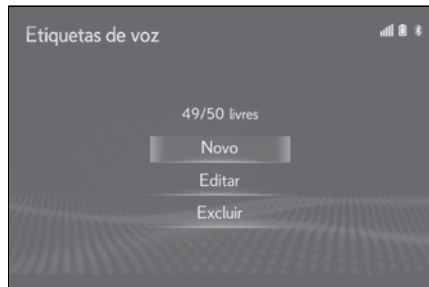 Etiquetas de voz
49/50 livres
Novo
Editar
Excluir